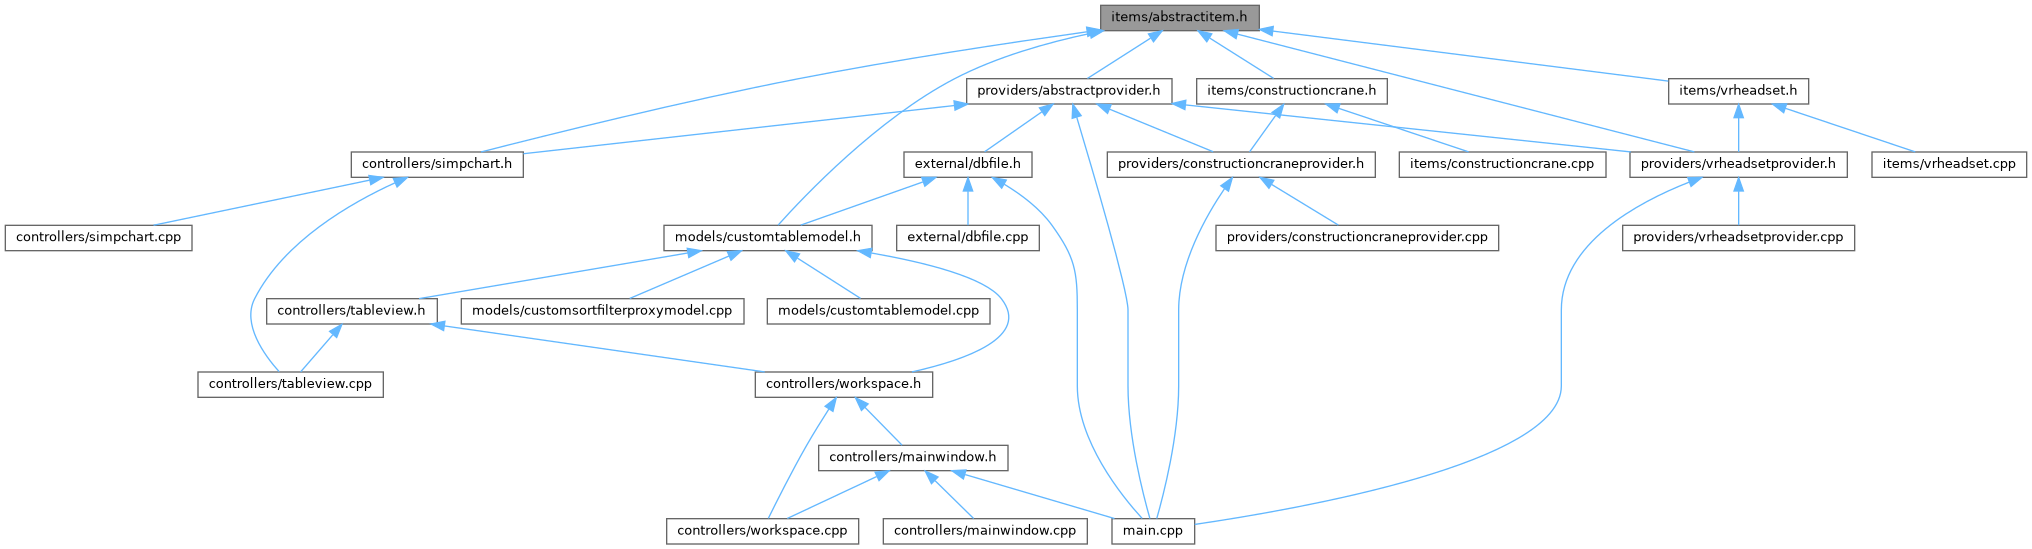 items/abstractitem.h
providers/abstractprovider.h
items/constructioncrane.h
items/vrheadset.h
controllers/simpchart.h
external/dbfile.h
providers/constructioncraneprovider.h
items/constructioncrane.cpp
providers/vrheadsetprovider.h
items/vrheadset.cpp
controllers/simpchart.cpp
models/customtablemodel.h
external/dbfile.cpp
providers/constructioncraneprovider.cpp
providers/vrheadsetprovider.cpp
controllers/tableview.h
models/customsortfilterproxymodel.cpp
models/customtablemodel.cpp
controllers/tableview.cpp
controllers/workspace.h
controllers/mainwindow.h
controllers/workspace.cpp
controllers/mainwindow.cpp
main.cpp